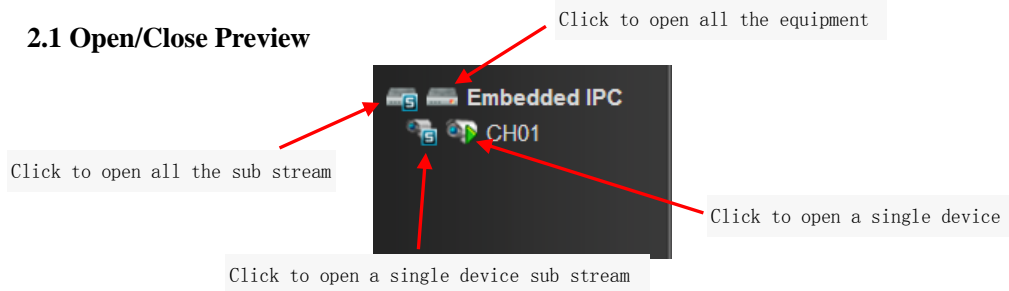 Click to open all the equipment
2.1 Open/Close Preview
S Embedded IPC
S CH01
Click to open all the sub stream
Click to open a single device
Click to open a single device sub stream